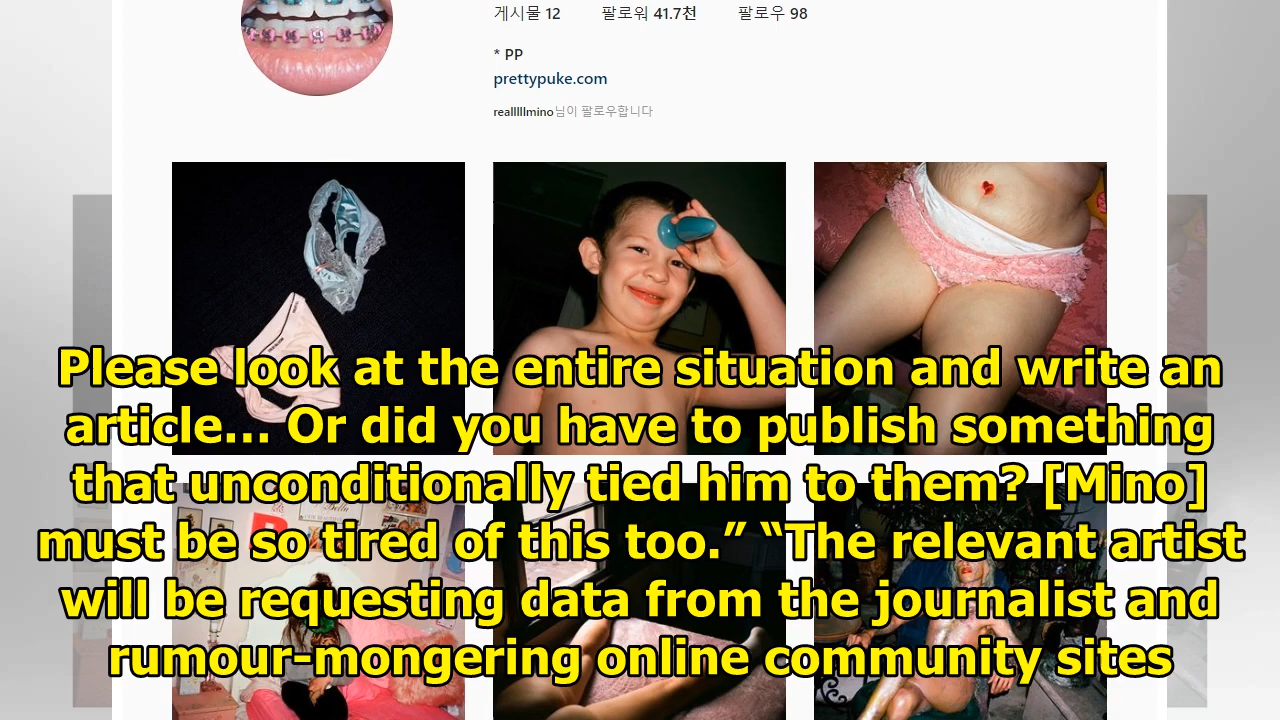 게시물 12 팔로워 41.7천 팔로우 98
* PP
prettypuke.com
realllllmino님이 팔로우합니다
Please look at the entire situation and write an
article... Or did you have to publish something
that unconditionally tied him to them? [Mino]
must be so tired of this too.” “The relevant artist
will be requesting data from the journalist and
rumour-mongering online community sites